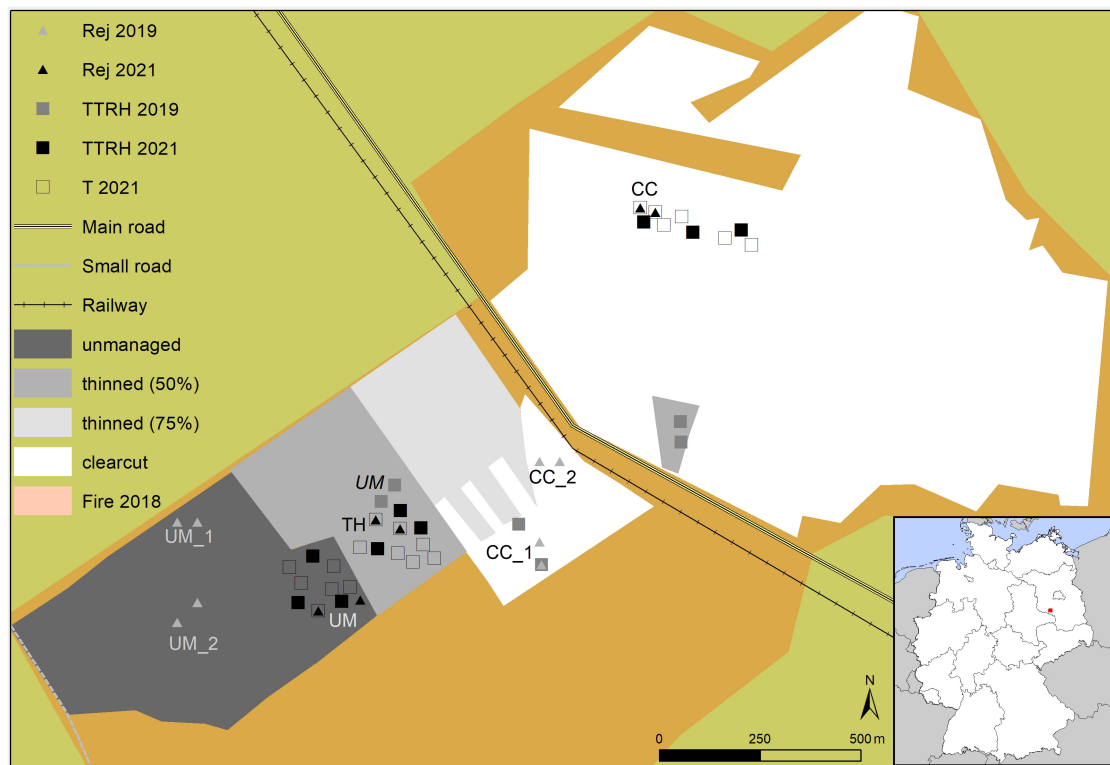 Rej 2019
Rej 2021
TTRH 2019
TTRH 2021
T 2021
Main road
Small road
Railway
unmanaged
thinned (50%)
thinned (75%)
clearcut
Fire 2018
CC
UM
TH
CC_2
CC_1
UM_1
UM
UM_2
N
0 250 500 m